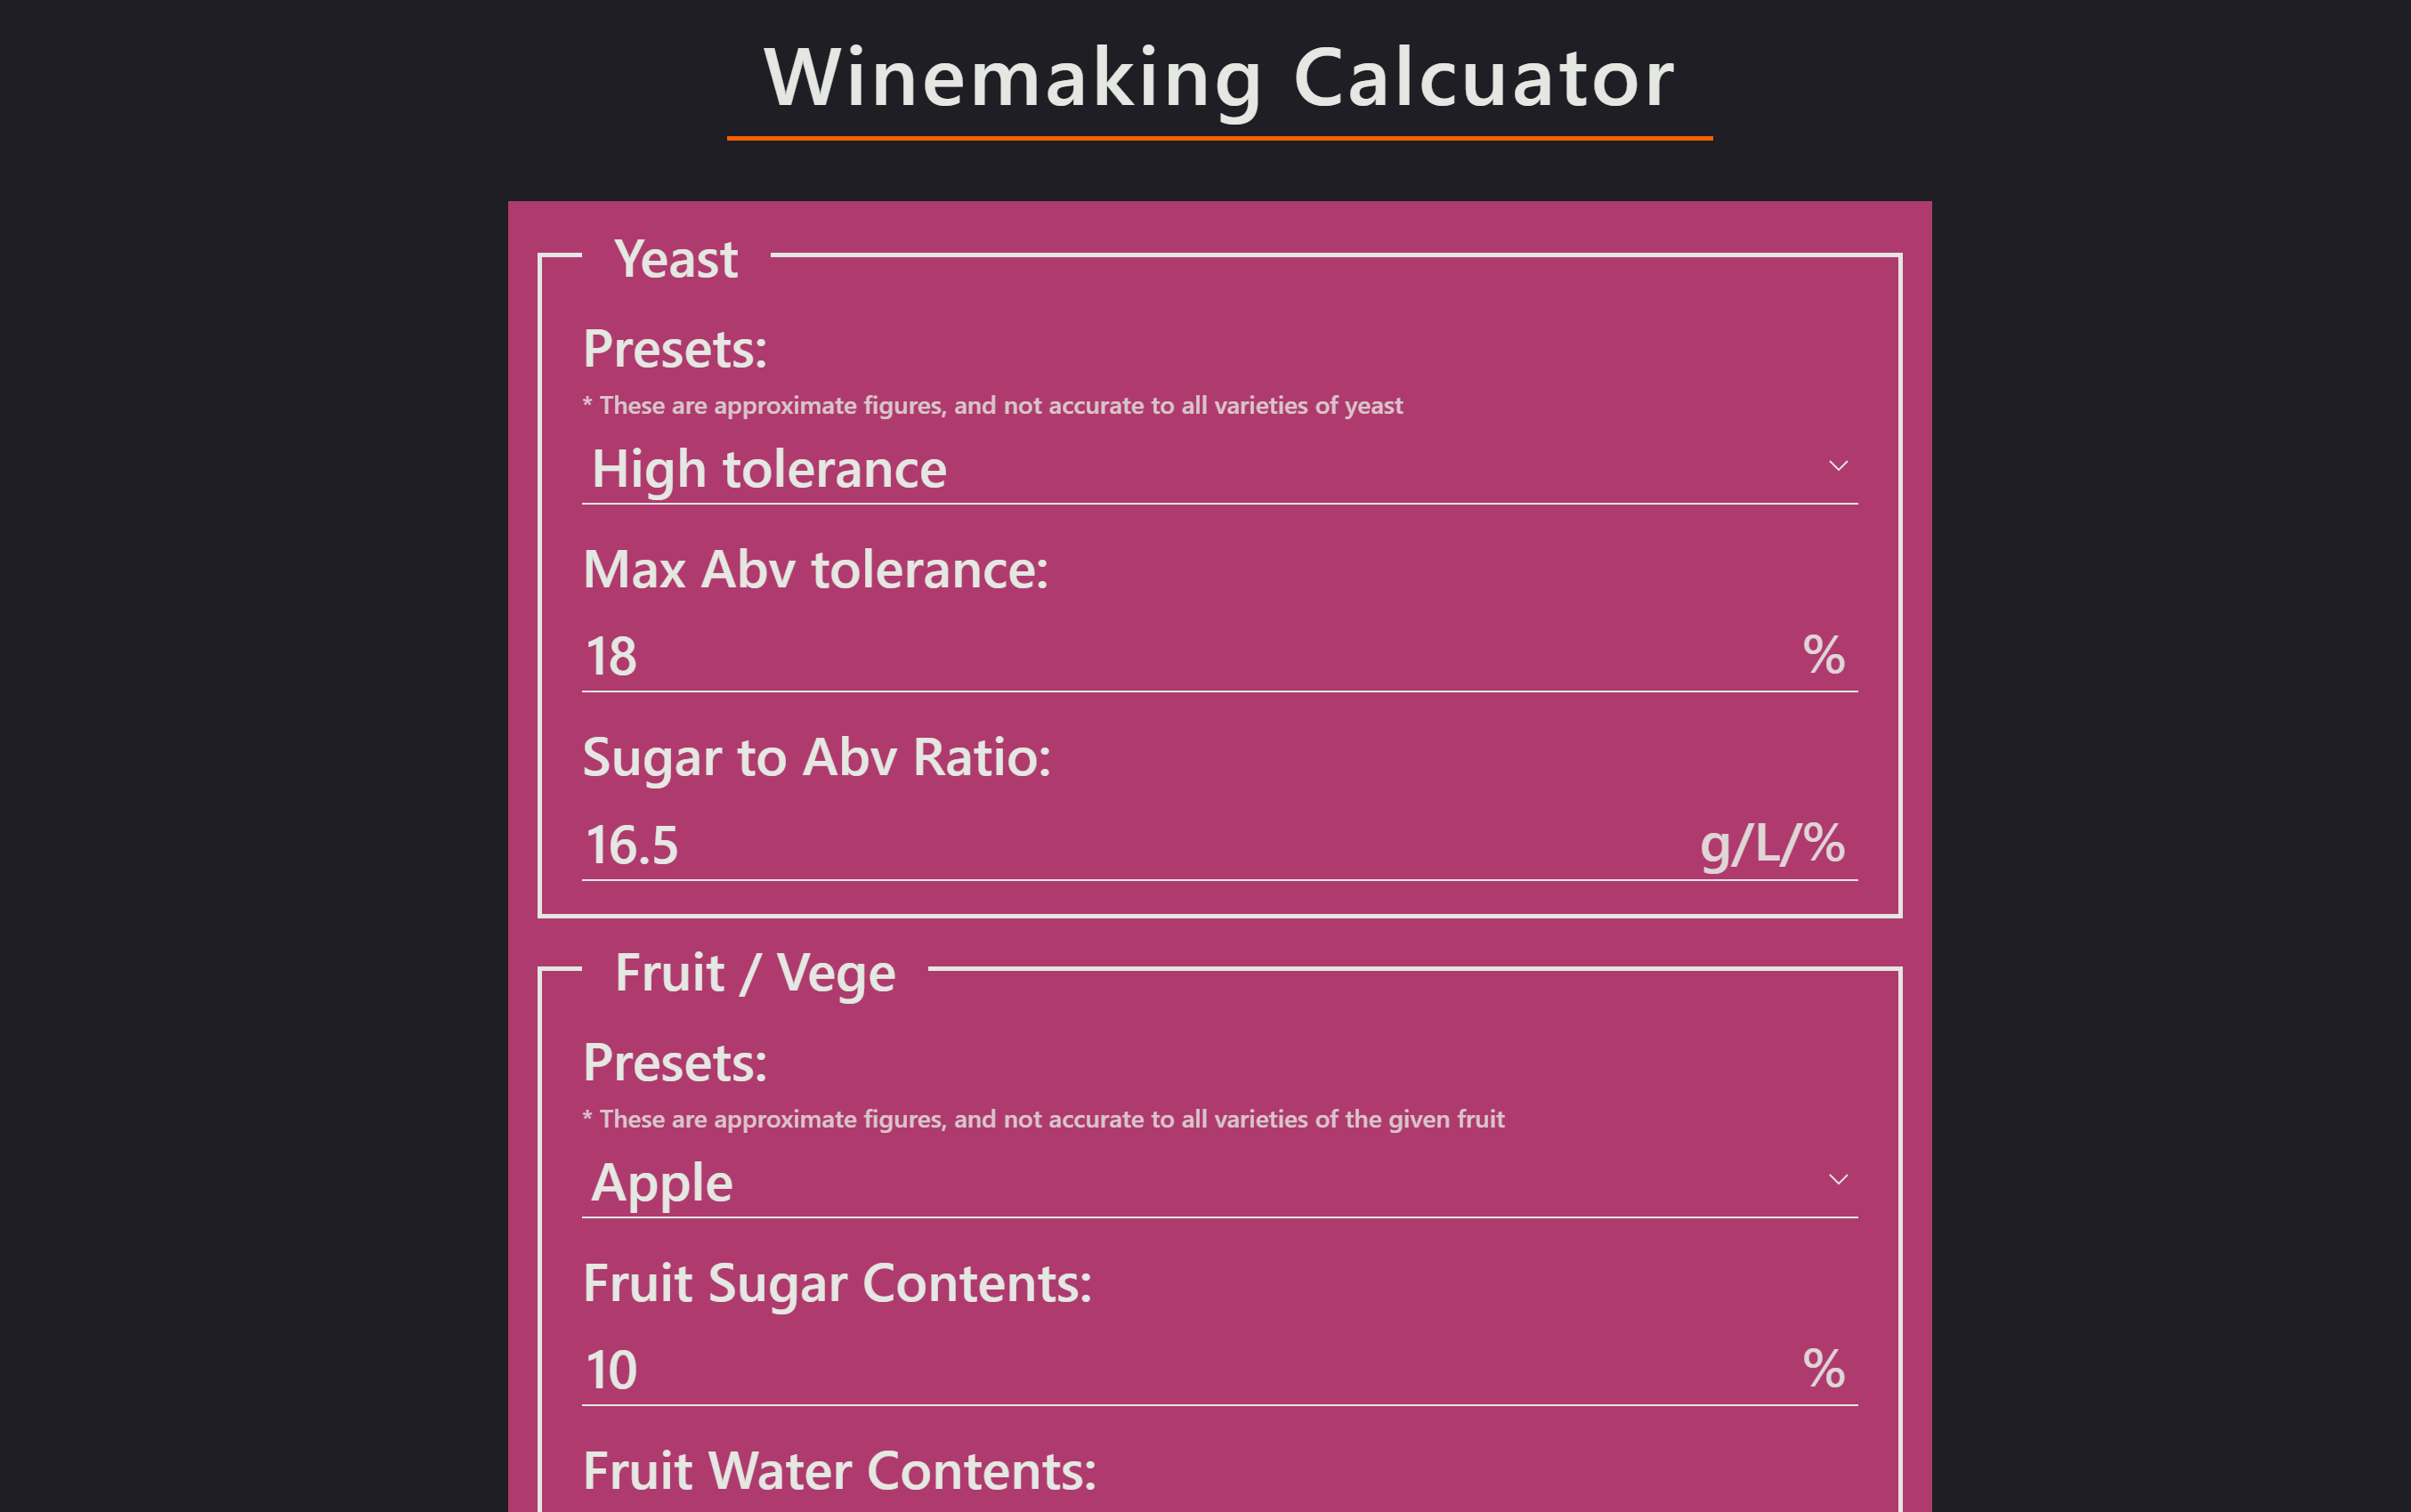 Winemaking Calcuator
Yeast
Presets:
* These are approximate figures, and not accurate to all varieties of yeast
High tolerance
Max Abv tolerance:
18 %
Sugar to Abv Ratio:
16.5 g/L/%
Fruit / Vege
Presets:
* These are approximate figures, and not accurate to all varieties of the given fruit
Apple
Fruit Sugar Contents:
10 %
Fruit Water Contents: